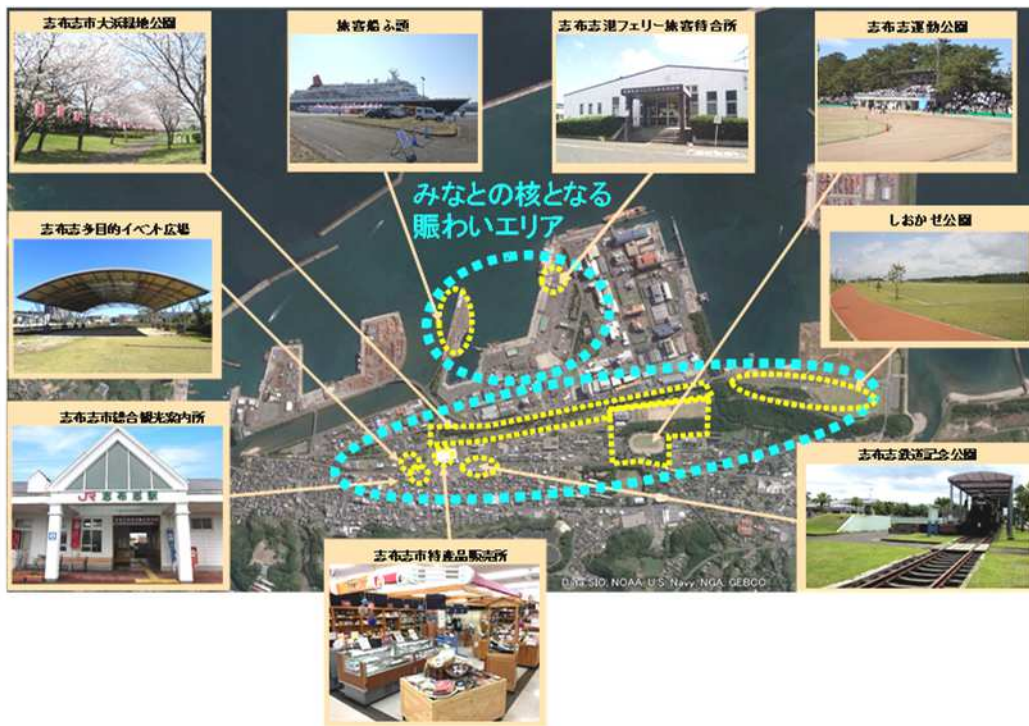 志布志市大浜緑地公園
旅客船ふ頭
志布志港フェリー旅客待合所
志布志運動公園
みなとの核となる
賑わいエリア
志布志多目的イベント広場
しおかぜ公園
志布志市総合観光案内所
JR 志布志駅
志布志鉄道記念公園
志布志市特産品販売所
Data SIO, NOAA, U.S. Navy, NGA, GEBCO